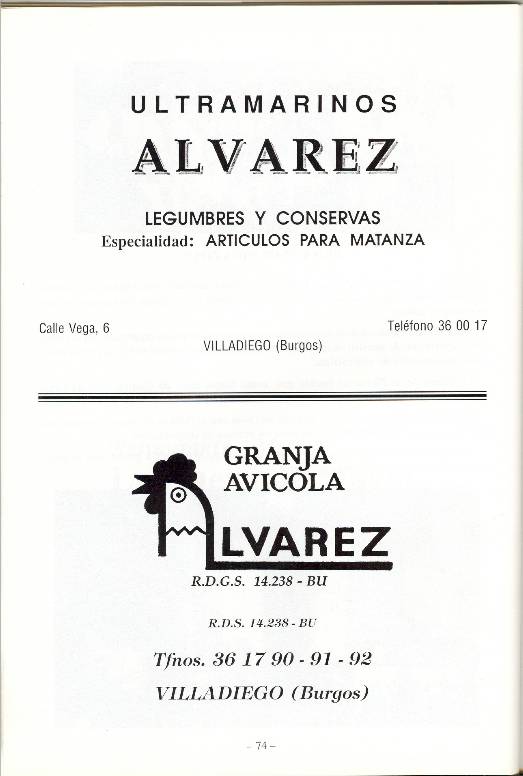 ULTRAMARINOS
ALVAREZ
LEGUMBRES Y CONSERVAS
Especialidad: ARTICULOS PARA MATANZA
Calle Vega, 6
Teléfono 36 00 17
VILLADIEGO (Burgos)
GRANJA
AVICOLA
ALVAREZ
R.D.G.S. 14.238 - BU
R.D.S. 14.238 - BU
Tfnos. 36 17 90 - 91 - 92
VILLADIEGO (Burgos)
- 74 -